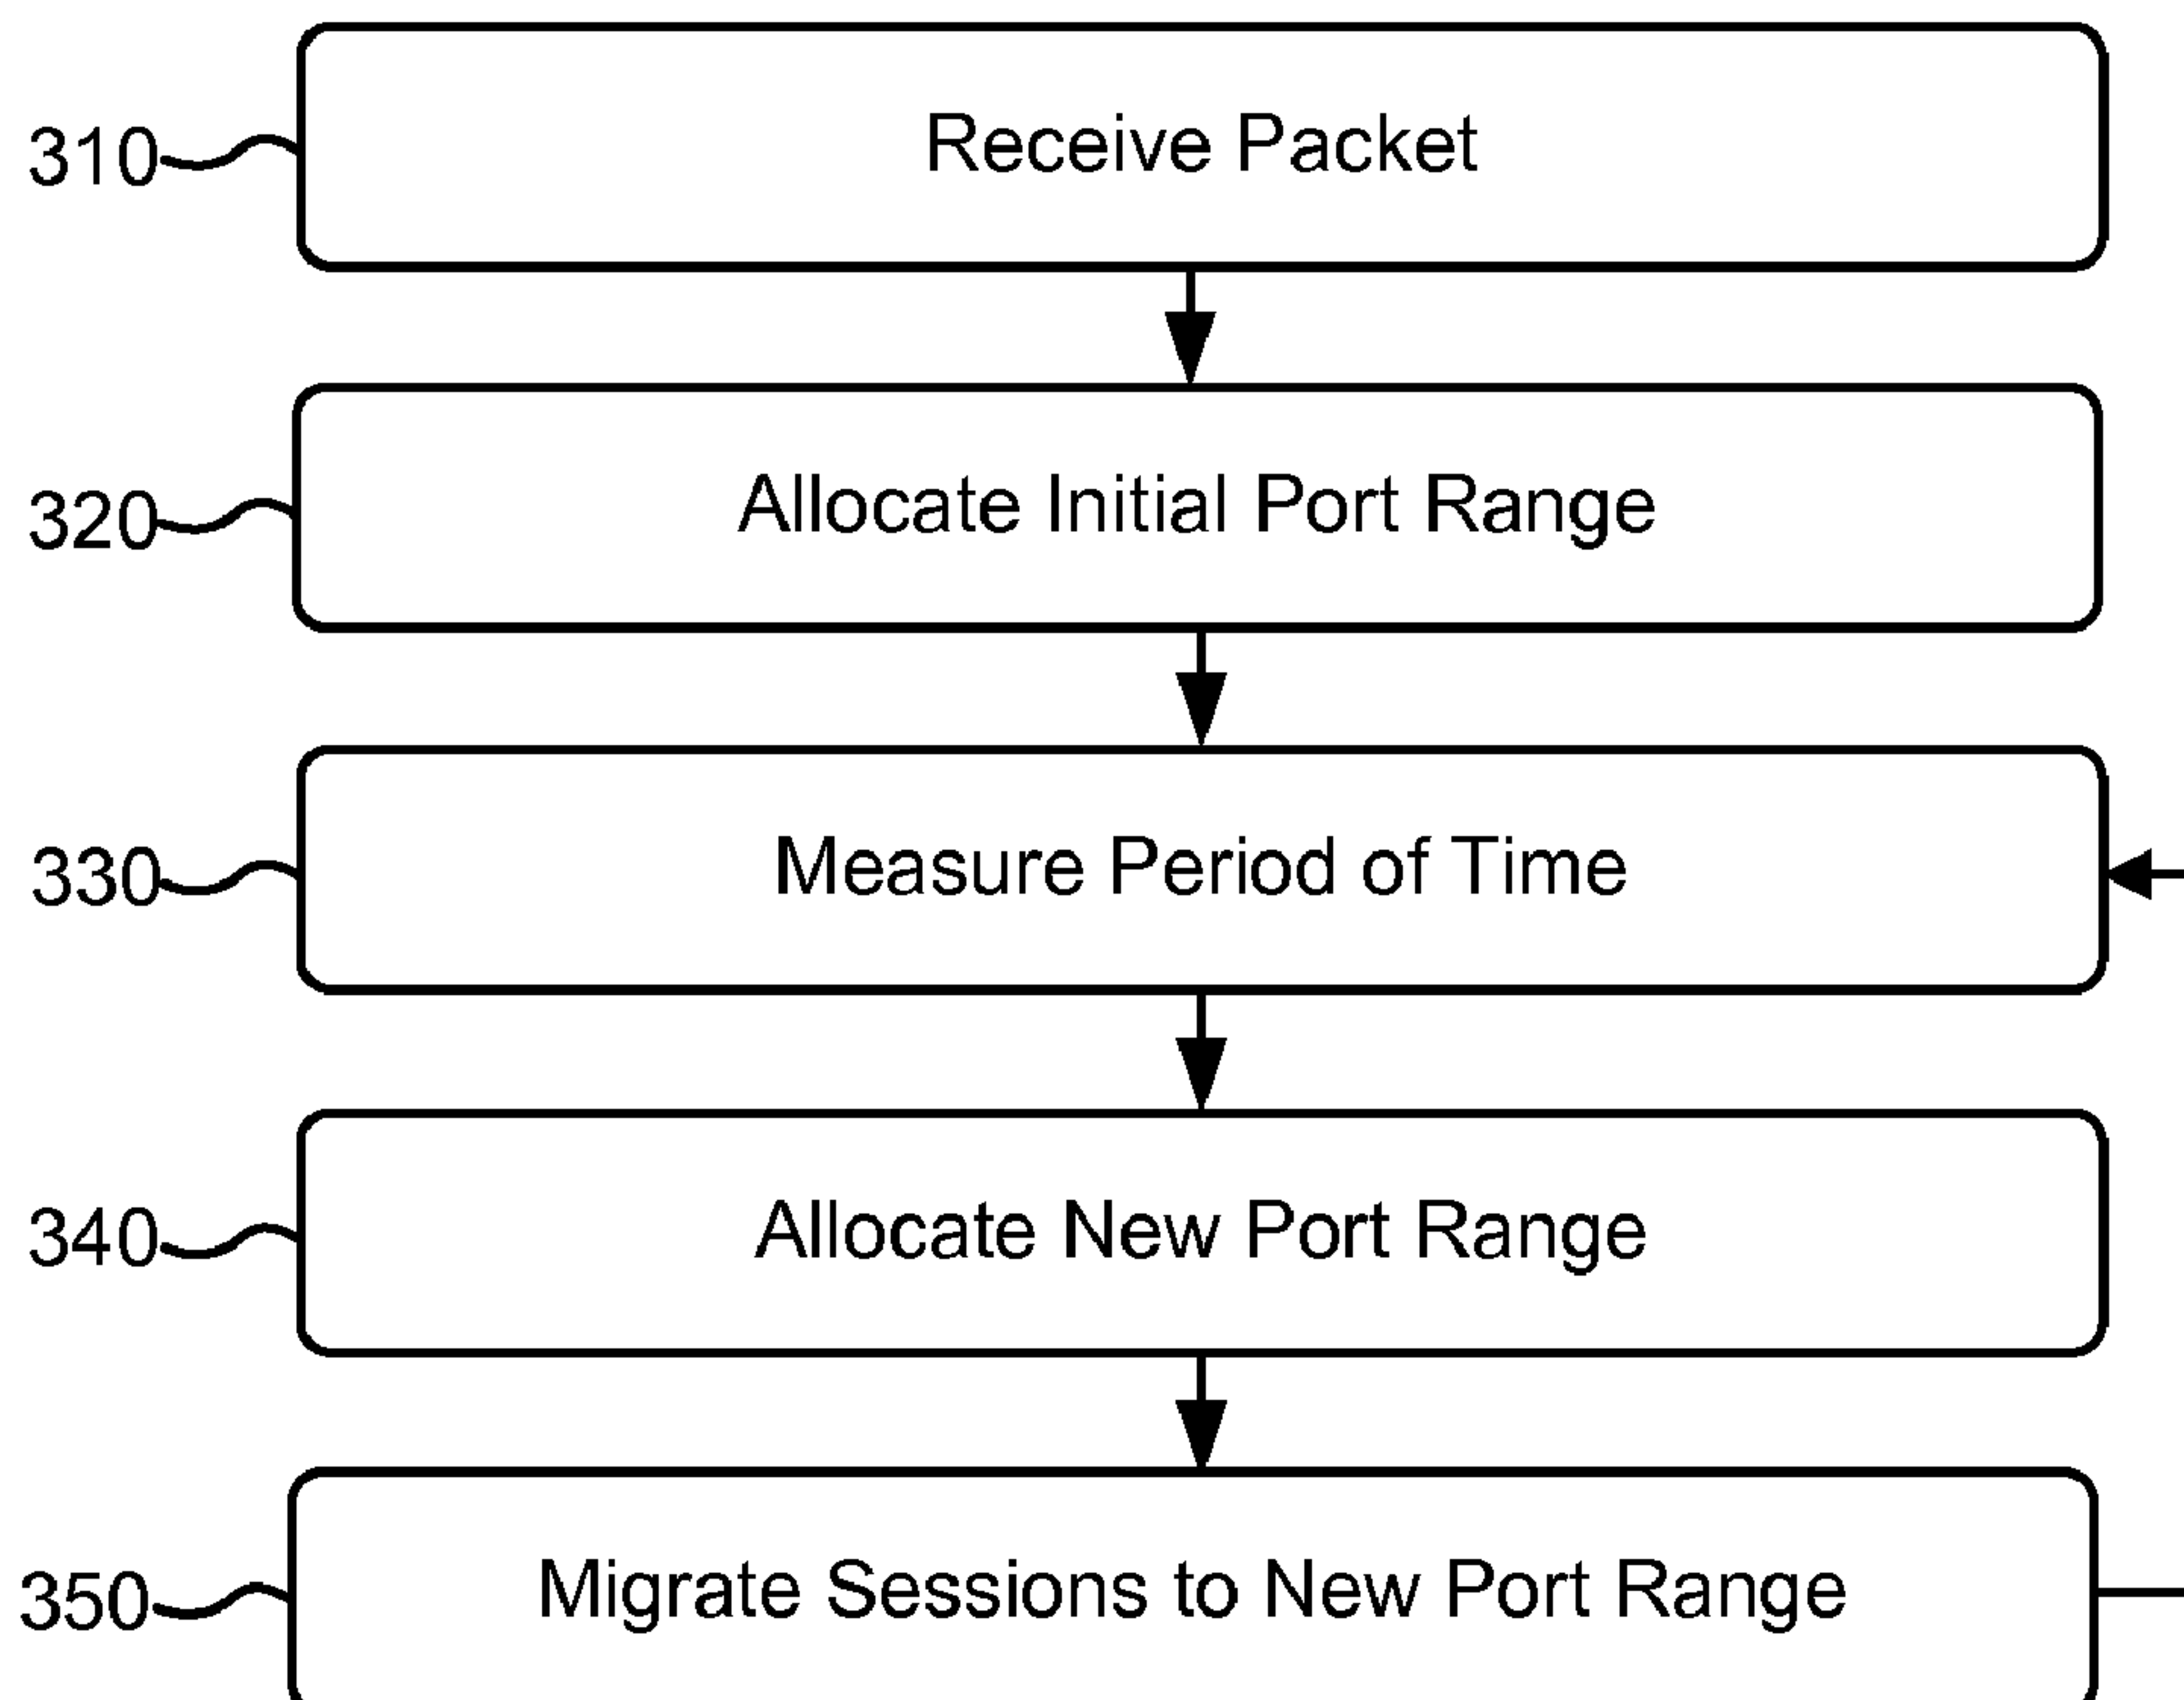 310
Receive Packet
320
Allocate Initial Port Range
330
Measure Period of Time
340
Allocate New Port Range
350
Migrate Sessions to New Port Range